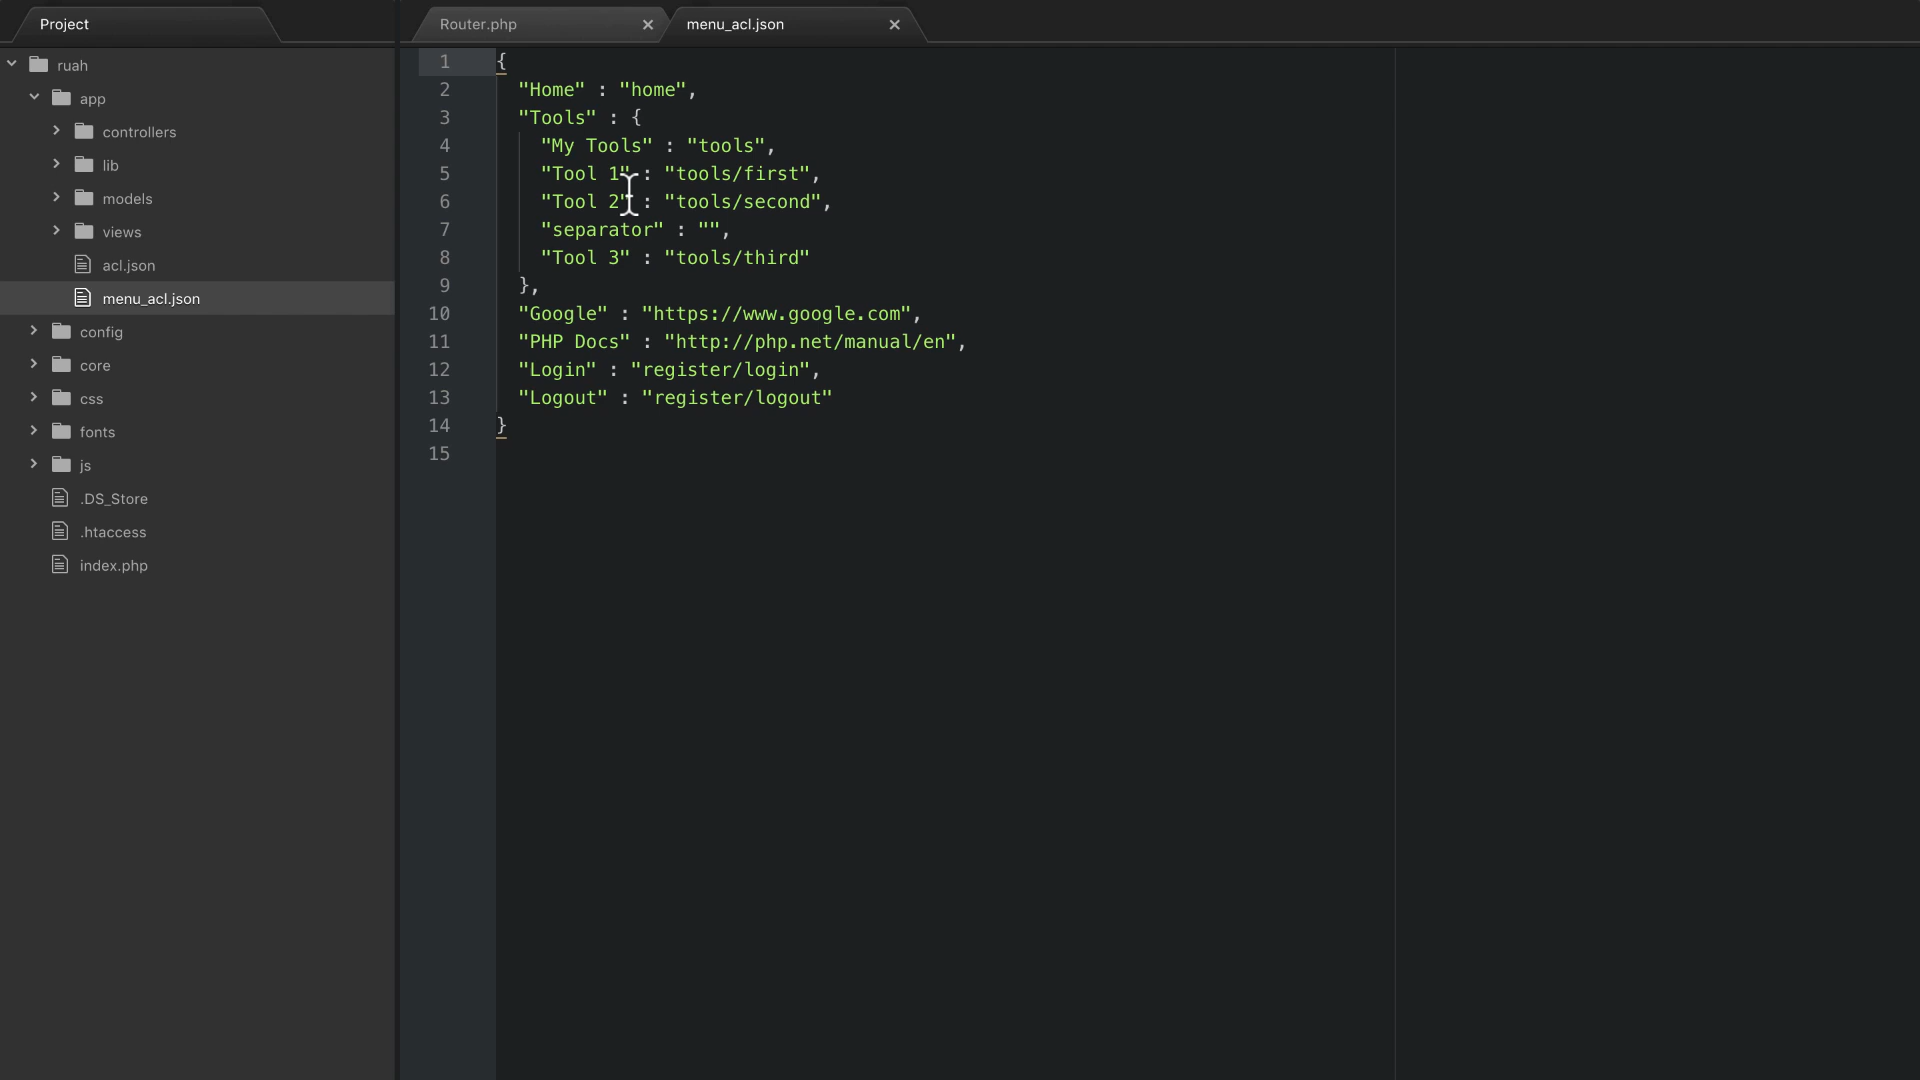 Project
ruah
app
controllers
lib
models
views
acl.json
menu_acl.json
config
core
css
fonts
js
.DS_Store
.htaccess
index.php
Router.php
menu_acl.json
1 {
2 "Home" : "home",
3 "Tools" : {
4 "My Tools" : "tools",
5 "Tool 1" : "tools/first",
6 "Tool 2" : "tools/second",
7 "separator" : "",
8 "Tool 3" : "tools/third"
9 },
10 "Google" : "https://www.google.com",
11 "PHP Docs" : "http://php.net/manual/en",
12 "Login" : "register/login",
13 "Logout" : "register/logout"
14 }
15